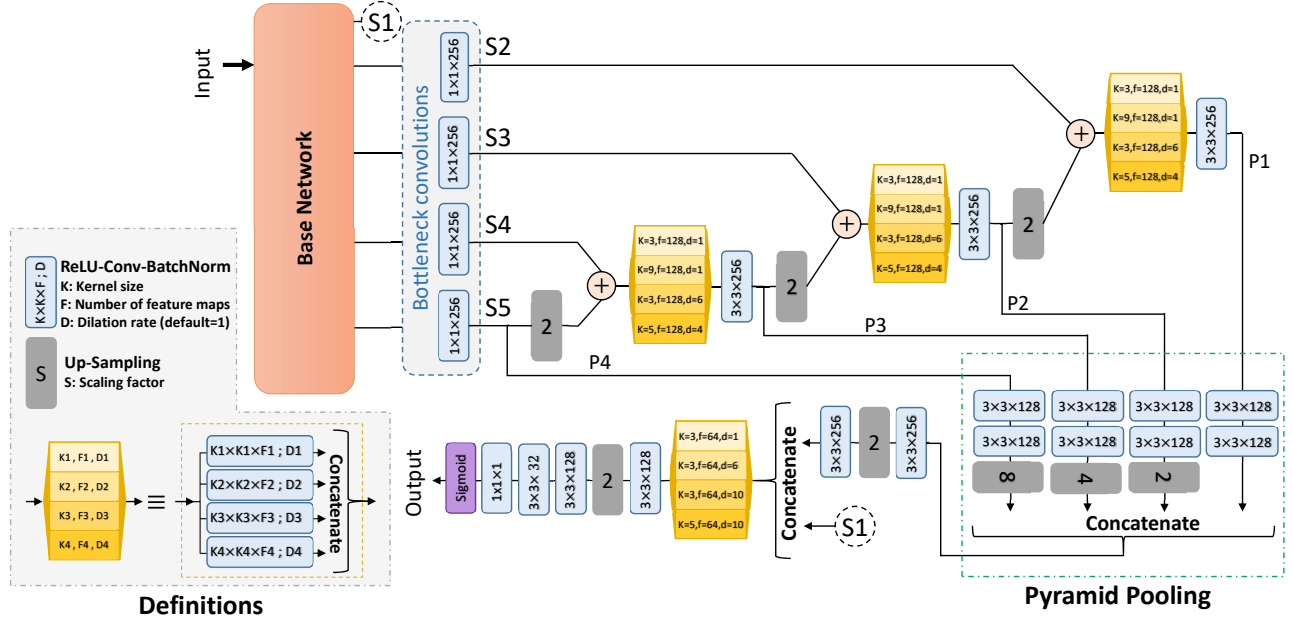 Input
Base Network
S1
Bottleneck convolutions
1×1×256
1×1×256
1×1×256
1×1×256
S2
S3
S4
S5
2
+
K=3,f=128,d=1
K=9,f=128,d=1
K=3,f=128,d=6
K=5,f=128,d=4
3×3×256
2
+
K=3,f=128,d=1
K=9,f=128,d=1
K=3,f=128,d=6
K=5,f=128,d=4
3×3×256
2
+
K=3,f=128,d=1
K=9,f=128,d=1
K=3,f=128,d=6
K=5,f=128,d=4
3×3×256
P1
P2
P3
P4
3×3×128
3×3×128
3×3×128
3×3×128
3×3×128
3×3×128
3×3×128
3×3×128
8
4
2
Concatenate
Pyramid Pooling
3×3×256
2
3×3×256
Concatenate
S1
K=3,f=64,d=1
K=3,f=64,d=6
K=3,f=64,d=10
K=5,f=64,d=10
3×3×128
2
3×3×128
3×3× 32
1×1×1
Sigmoid
Output
K×K×F ; D
ReLU-Conv-BatchNorm
K: Kernel size
F: Number of feature maps
D: Dilation rate (default=1)
S
Up-Sampling
S: Scaling factor
K1 , F1 , D1
K2 , F2 , D2
K3 , F3 , D3
K4 , F4 , D4
≡
K1×K1×F1 ; D1
K2×K2×F2 ; D2
K3×K3×F3 ; D3
K4×K4×F4 ; D4
Concatenate
Definitions